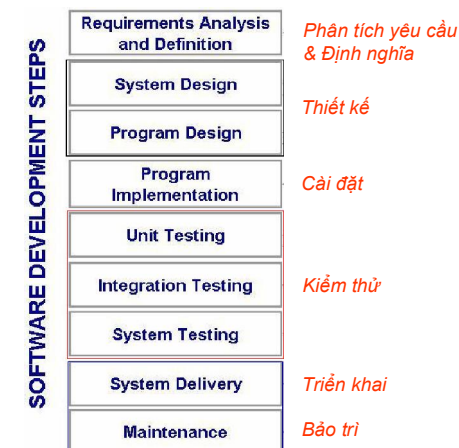 SOFTWARE DEVELOPMENT STEPS
Requirements Analysis
and Definition
Phân tích yêu cầu
& Định nghĩa
System Design
Thiết kế
Program Design
Program
Implementation
Cài đặt
Unit Testing
Integration Testing
Kiểm thử
System Testing
System Delivery
Triển khai
Maintenance
Bảo trì